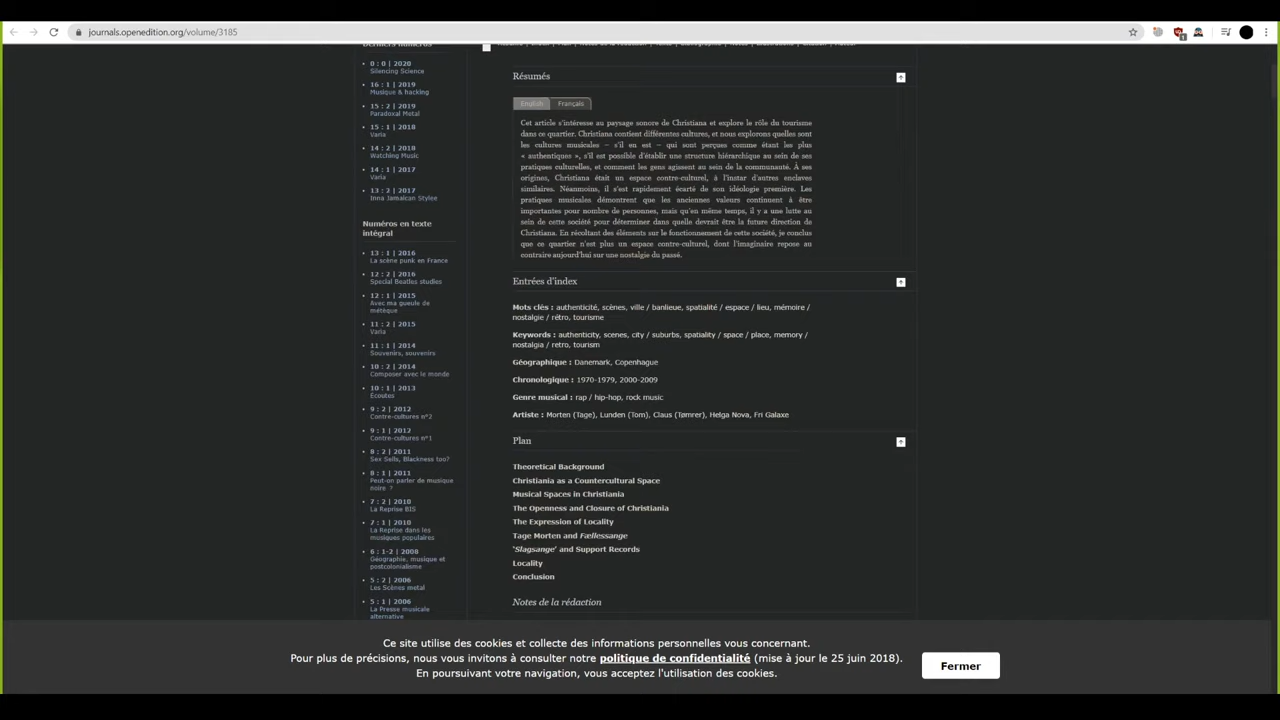 journals.openedition.org/volume/3185
Derniers numéros
0 : 0 | 2020
Silencing Science
16 : 1 | 2019
Musique & hacking
15 : 2 | 2019
Paradoxal Metal
15 : 1 | 2018
Varia
14 : 2 | 2018
Watching Music
14 : 1 | 2017
Varia
13 : 2 | 2017
Inna Jamaican Stylee
Numéros en texte
intégral
13 : 1 | 2016
La scène punk en France
12 : 2 | 2016
Special Beatles studies
12 : 1 | 2015
Avec ma gueule de
métèque
11 : 2 | 2015
Varia
11 : 1 | 2014
Souvenirs, souvenirs
10 : 2 | 2014
Composer avec le monde
10 : 1 | 2013
Écoutes
9 : 2 | 2012
Contre-cultures n°2
9 : 1 | 2012
Contre-cultures n°1
8 : 2 | 2011
Sex Sells, Blackness too?
8 : 1 | 2011
Peut-on parler de musique
noire ?
7 : 2 | 2010
La Reprise BIS
7 : 1 | 2010
La Reprise dans les
musiques populaires
6 : 1-2 | 2008
Géographie, musique et
postcolonialisme
5 : 2 | 2006
Les Scènes metal
5 : 1 | 2006
La Presse musicale
alternative
Résumés
English Français
Cet article s'intéresse au paysage sonore de Christiana et explore le rôle du tourisme
dans ce quartier. Christiana contient différentes cultures, et nous explorons quelles sont
les cultures musicales – s'il en est – qui sont perçues comme étant les plus
« authentiques », s'il est possible d'établir une structure hiérarchique au sein de ses
pratiques culturelles, et comment les gens agissent au sein de la communauté. À ses
origines, Christiana était un espace contre-culturel, à l'instar d'autres enclaves
similaires. Néanmoins, il s'est rapidement écarté de son idéologie première. Les
pratiques musicales démontrent que les anciennes valeurs continuent à être
importantes pour nombre de personnes, mais qu'en même temps, il y a une lutte au
sein de cette société pour déterminer dans quelle devrait être la future direction de
Christiana. En récoltant des éléments sur le fonctionnement de cette société, je conclus
que ce quartier n'est plus un espace contre-culturel, dont l'imaginaire repose au
contraire aujourd'hui sur une nostalgie du passé.
Entrées d'index
Mots clés : authenticité, scènes, ville / banlieue, spatialité / espace / lieu, mémoire /
nostalgie / rétro, tourisme
Keywords : authenticity, scenes, city / suburbs, spatiality / space / place, memory /
nostalgia / retro, tourism
Géographique : Danemark, Copenhague
Chronologique : 1970-1979, 2000-2009
Genre musical : rap / hip-hop, rock music
Artiste : Morten (Tage), Lunden (Tom), Claus (Tømrer), Helga Nova, Fri Galaxe
Plan
Theoretical Background
Christiania as a Countercultural Space
Musical Spaces in Christiania
The Openness and Closure of Christiania
The Expression of Locality
Tage Morten and Fællessange
'Slagsange' and Support Records
Locality
Conclusion
Notes de la rédaction
Ce site utilise des cookies et collecte des informations personnelles vous concernant.
Pour plus de précisions, nous vous invitons à consulter notre politique de confidentialité (mise à jour le 25 juin 2018).
En poursuivant votre navigation, vous acceptez l'utilisation des cookies.
Fermer